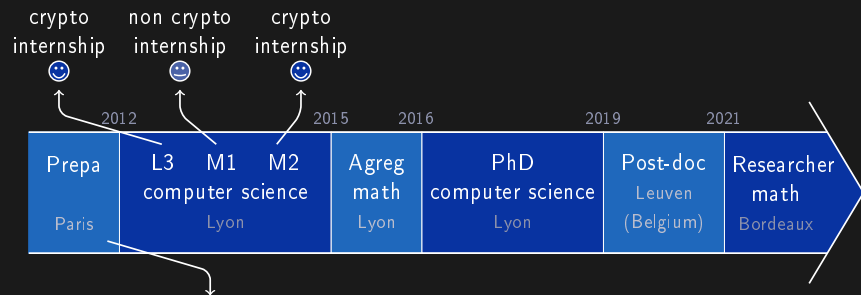 crypto
internship
non crypto
internship
crypto
internship
2012
2015
2016
2019
2021
Prepa
Paris
L3 M1 M2
computer science
Lyon
Agreg
math
Lyon
PhD
computer science
Lyon
Post-doc
Leuven
(Belgium)
Researcher
math
Bordeaux